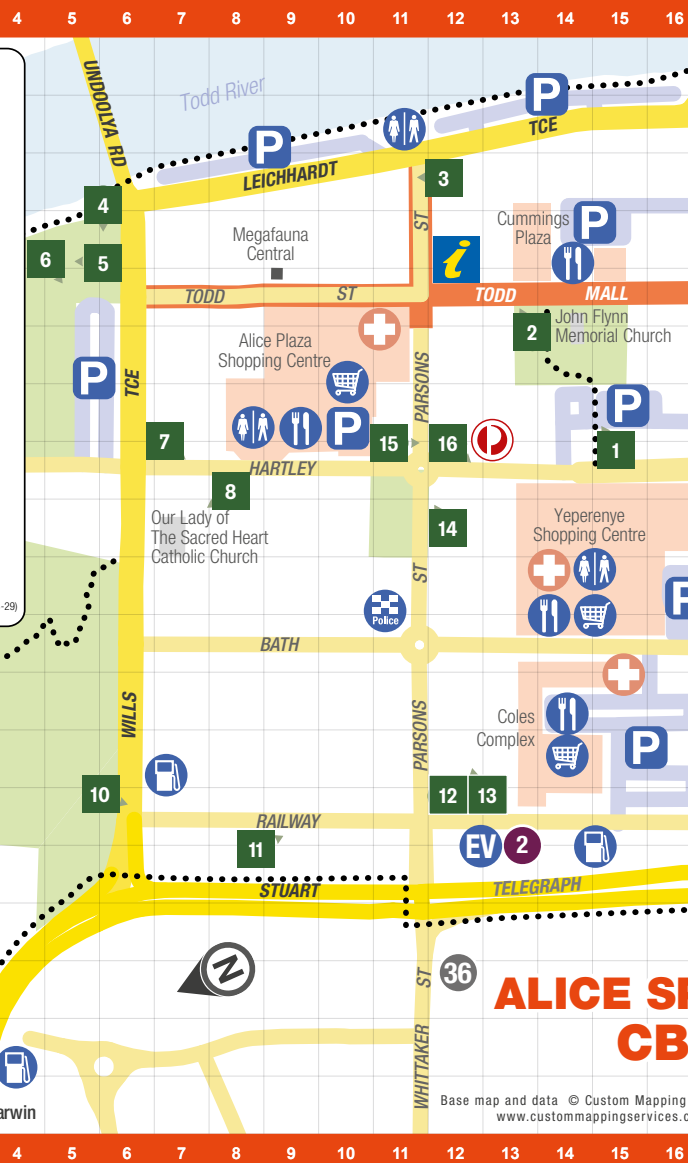 4 5 6 7 8 9 10 11 12 13 14 15 16
UNDOOLYA RD
Todd River
P
P
TCE
LEICHHARDT
3
4
ST
Cummings
Plaza
P
Megafauna
Central
6
5
i
TODD
ST
TODD
MALL
2
John Flynn
Memorial Church
Alice Plaza
Shopping Centre
P
TCE
PARSONS
P
P
7
15
16
1
HARTLEY
8
Our Lady of
The Sacred Heart
Catholic Church
14
Yeperenye
Shopping Centre
ST
-29)
P
Police
BATH
WILLS
PARSONS
Coles
Complex
P
10
12
13
RAILWAY
11
EV
2
STUART
TELEGRAPH
N
ST
36
ALICE SP
CB
WHITTAKER
arwin
Base map and data © Custom Mapping
www.custommappingservices.c
4 5 6 7 8 9 10 11 12 13 14 15 16